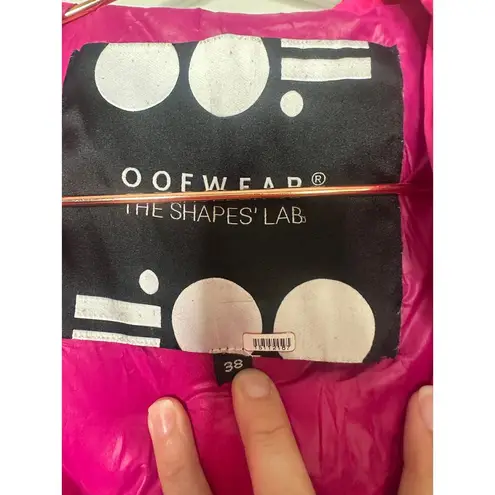 OOFWEAR®
THE SHAPES' LAB
38